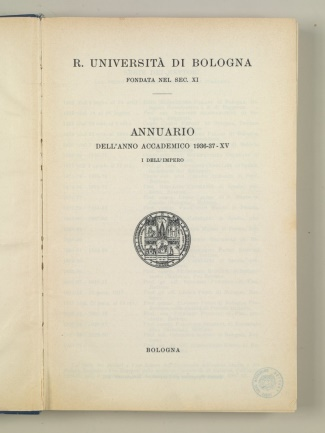 R. UNIVERSITÀ DI BOLOGNA
FONDATA NEL SEC. XI
ANNUARIO
DELL'ANNO ACCADEMICO 1936-37 - XV
I DELL'IMPERO
BOLOGNA